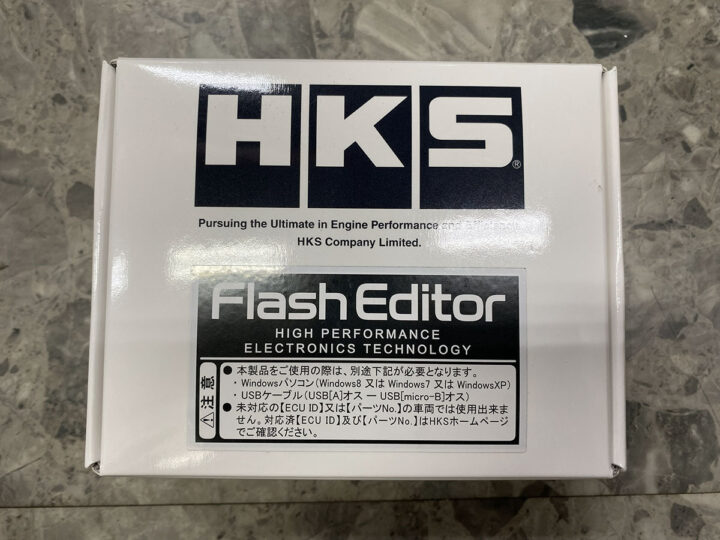 HKS®
Pursuing the Ultimate in Engine Performance and Efficiency.
HKS Company Limited.
Flash Editor
HIGH PERFORMANCE
ELECTRONICS TECHNOLOGY
⚠注意
● 本製品をご使用の際は、別途下記が必要となります。
・Windowsパソコン(Windows8 又は Windows7 又は WindowsXP)
・USBケーブル(USB[A]オス ー USB[micro-B]オス)
● 未対応の【ECU ID】又は【パーツNo.】の車両では使用出来ま
せん。対応済【ECU ID】及び【パーツNo.】はHKSホームページ
でご確認ください。